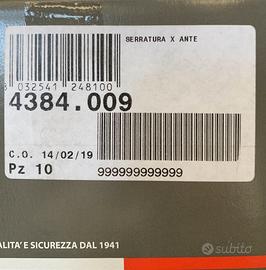 SERRATURA X ANTE
8 032541 248100
4384.009
C.O. 14/02/19
Pz 10
999999999999
ALITA' E SICUREZZA DAL 1941
subito